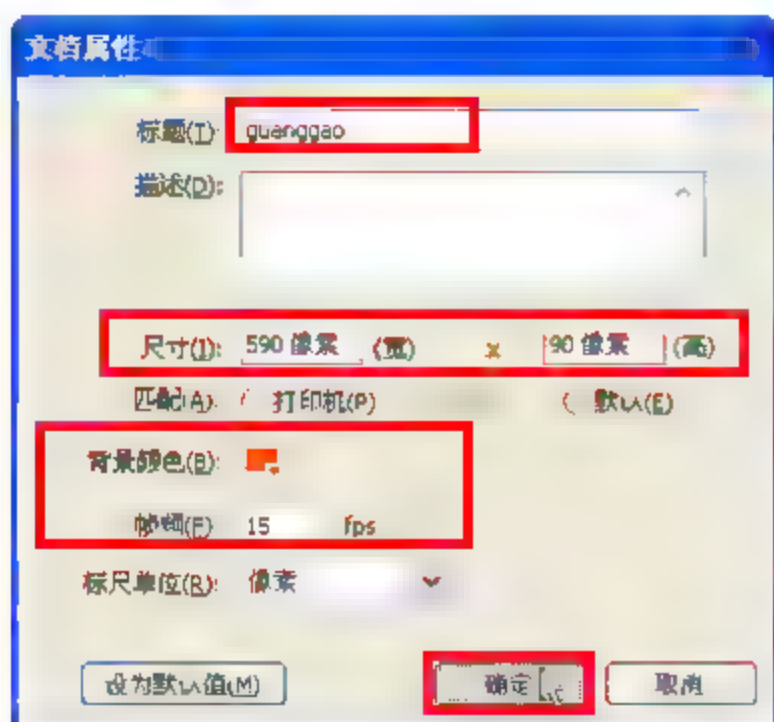 文档属性
标题(T): guanggao
描述(D):
尺寸(I): 590 像素 (宽) x 90 像素 (高)
匹配(A): 打印机(P) 默认(E)
背景颜色(B):
帧频(F): 15 fps
标尺单位(R): 像素
设为默认值(M) 确定 取消